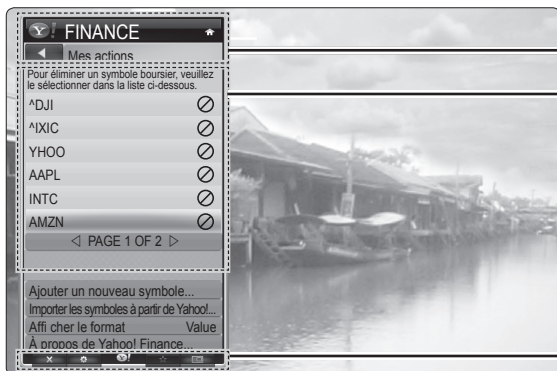 Y! FINANCE
Mes actions
Pour éliminer un symbole boursier, veuillez
le sélectionner dans la liste ci-dessous.
^DJI
^IXIC
YHOO
AAPL
INTC
AMZN
◁ PAGE 1 OF 2 ▷
Ajouter un nouveau symbole...
Importer les symboles à partir de Yahoo!...
Affi cher le format Value
À propos de Yahoo! Finance...
Y!